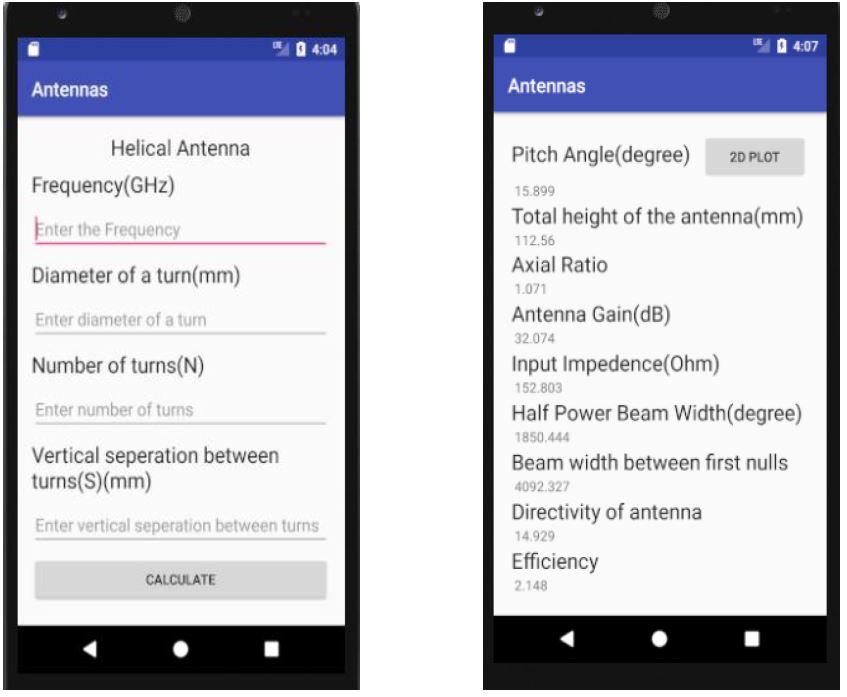 LTE 4:04
Antennas
Helical Antenna
Frequency(GHz)
Enter the Frequency
Diameter of a turn(mm)
Enter diameter of a turn
Number of turns(N)
Enter number of turns
Vertical seperation between
turns(S)(mm)
Enter vertical seperation between turns
CALCULATE
LTE 4:07
Antennas
Pitch Angle(degree) 2D PLOT
15.899
Total height of the antenna(mm)
112.56
Axial Ratio
1.071
Antenna Gain(dB)
32.074
Input Impedence(Ohm)
152.803
Half Power Beam Width(degree)
1850.444
Beam width between first nulls
4092.327
Directivity of antenna
14.929
Efficiency
2.148